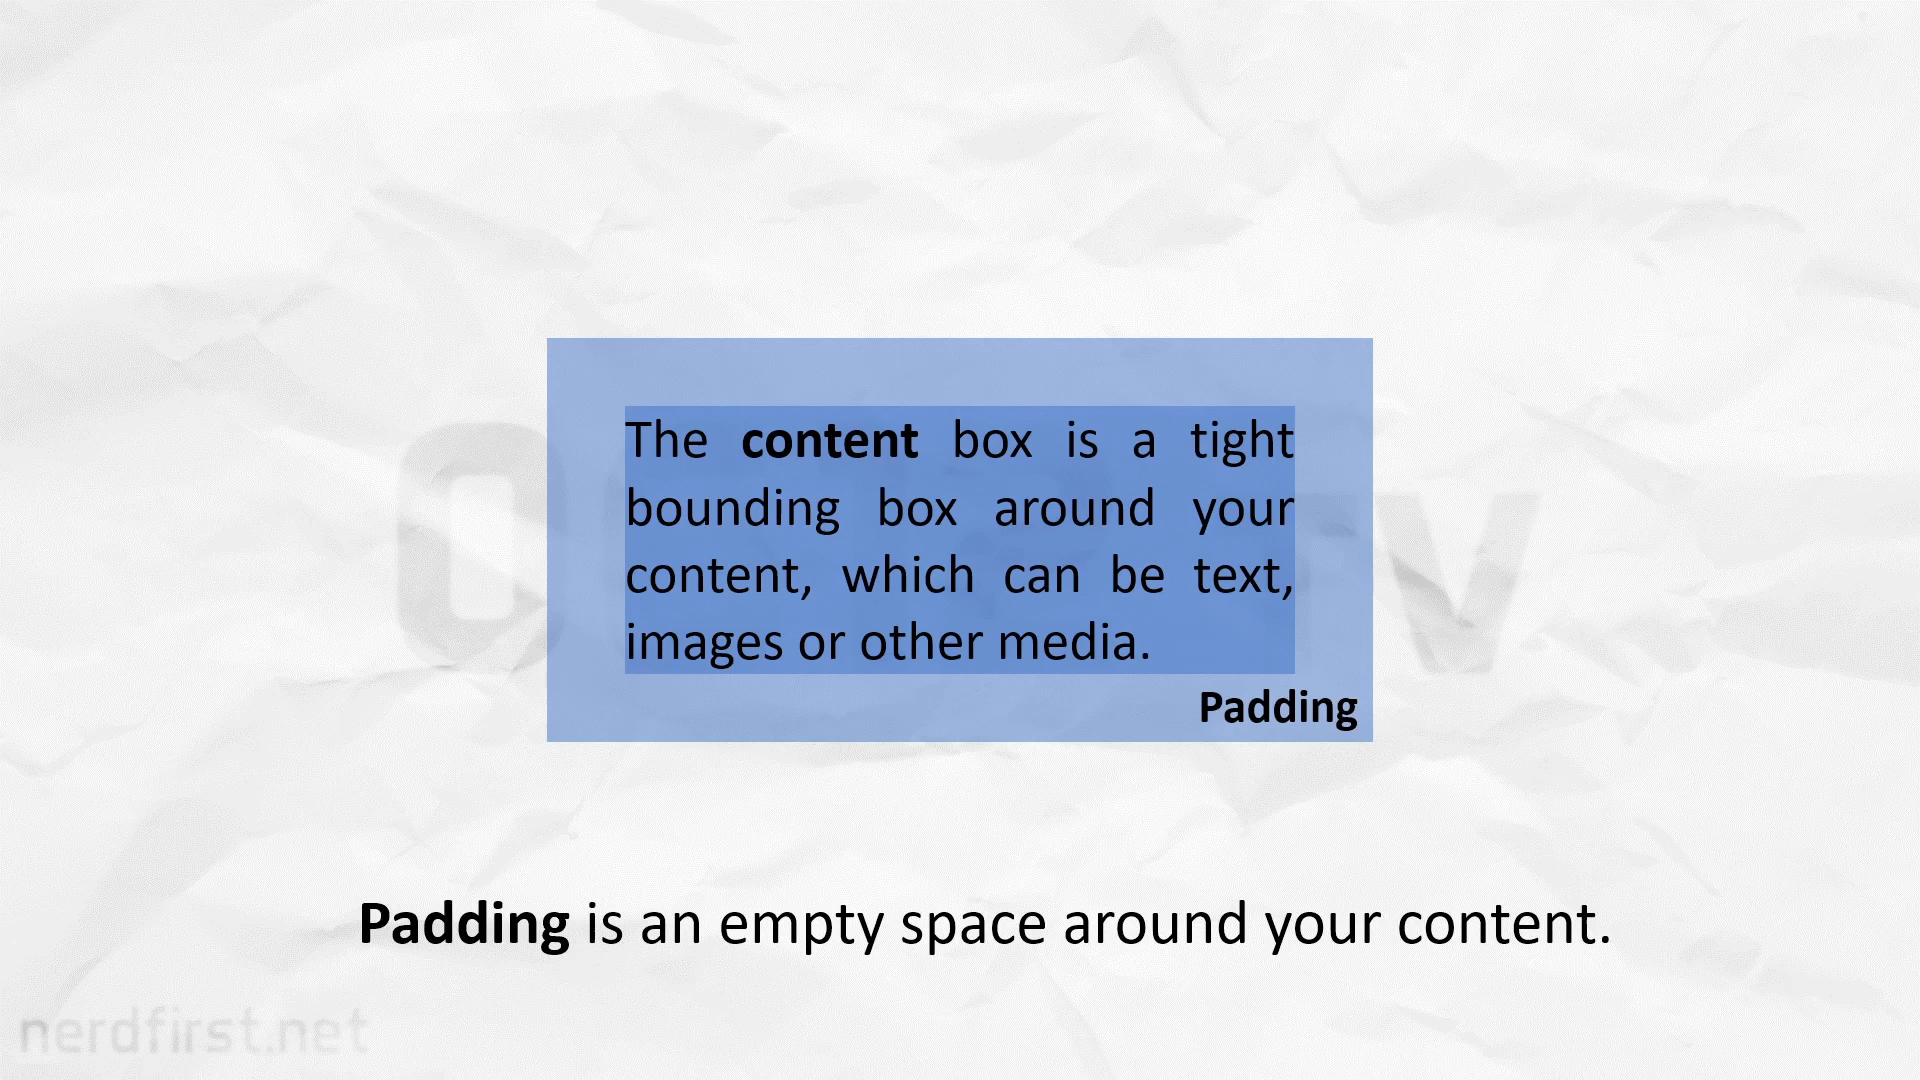 The content box is a tight
bounding box around your
content, which can be text,
images or other media.
Padding
Padding is an empty space around your content.
nerdfirst.net